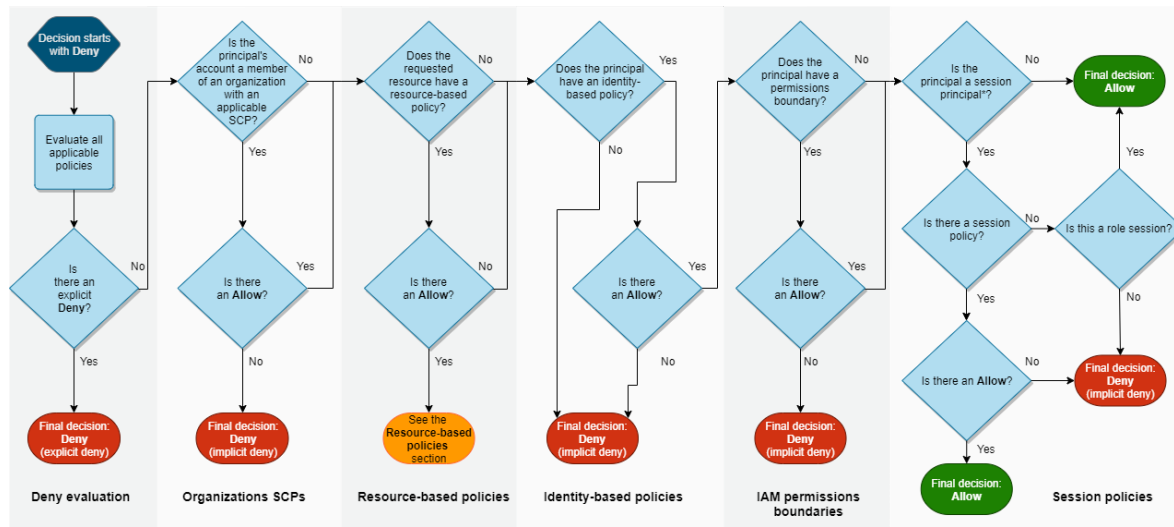 Decision starts
with Deny
Evaluate all
applicable
policies
Is
there an
explicit
Deny?
No
Yes
Final decision:
Deny
(explicit deny)
Deny evaluation
Is the
principal's
account a member
of an organization
with an
applicable
SCP?
No
Yes
Is there
an Allow?
Yes
No
Final decision:
Deny
(implicit deny)
Organizations SCPs
Does the
requested
resource have a
resource-based
policy?
No
Yes
Is there
an Allow?
No
Yes
See the
Resource-based
policies
section
Resource-based policies
Does the principal
have an identity-
based policy?
Yes
No
Is there
an Allow?
Yes
No
Final decision:
Deny
(implicit deny)
Identity-based policies
Does the
principal have a
permissions
boundary?
No
Yes
Is there
an Allow?
Yes
No
Final decision:
Deny
(implicit deny)
IAM permissions
boundaries
Is the
principal a session
principal*?
No
Final decision:
Allow
Yes
Yes
Is there a session
policy?
No
Is this a role session?
Yes
No
Is there an Allow?
No
Final decision:
Deny
(implicit deny)
Yes
Final decision:
Allow
Session policies